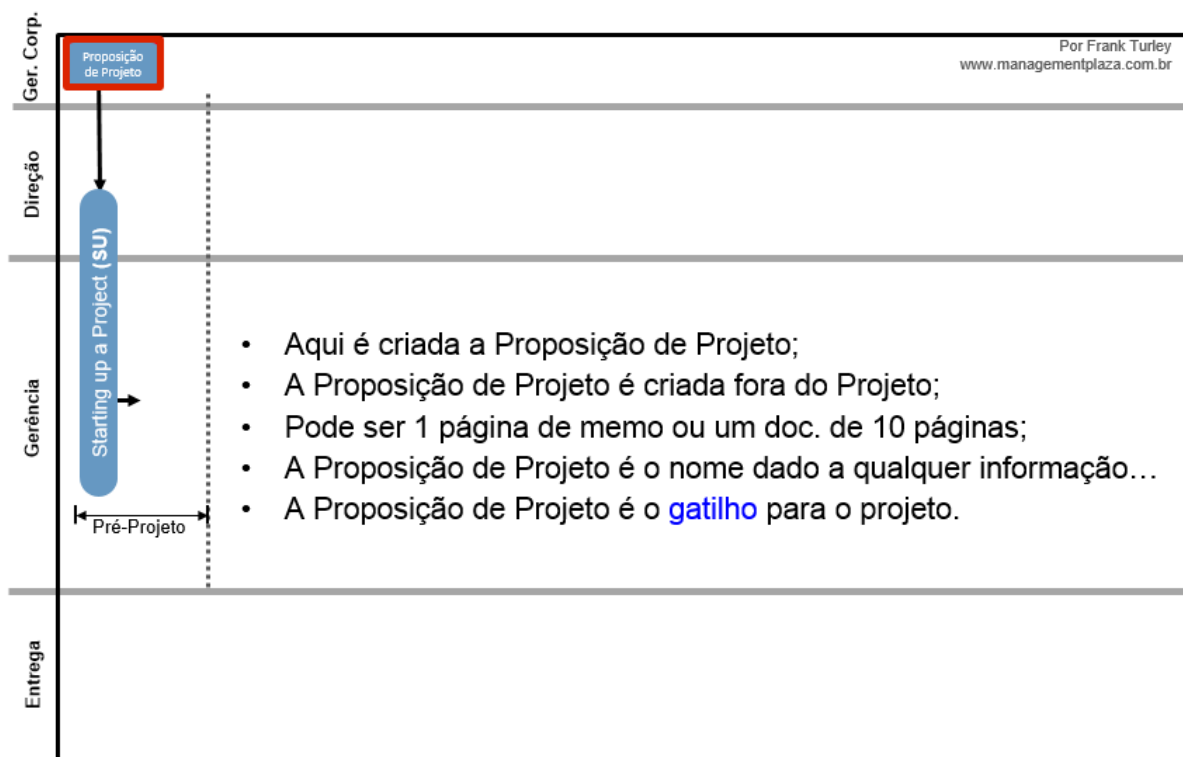 Ger. Corp.
Proposição
de Projeto
Por Frank Turley
www.managementplaza.com.br
Direção
Gerência
Starting up a Project (SU)
• Aqui é criada a Proposição de Projeto;
• A Proposição de Projeto é criada fora do Projeto;
• Pode ser 1 página de memo ou um doc. de 10 páginas;
• A Proposição de Projeto é o nome dado a qualquer informação…
• A Proposição de Projeto é o gatilho para o projeto.
Pré-Projeto
Entrega